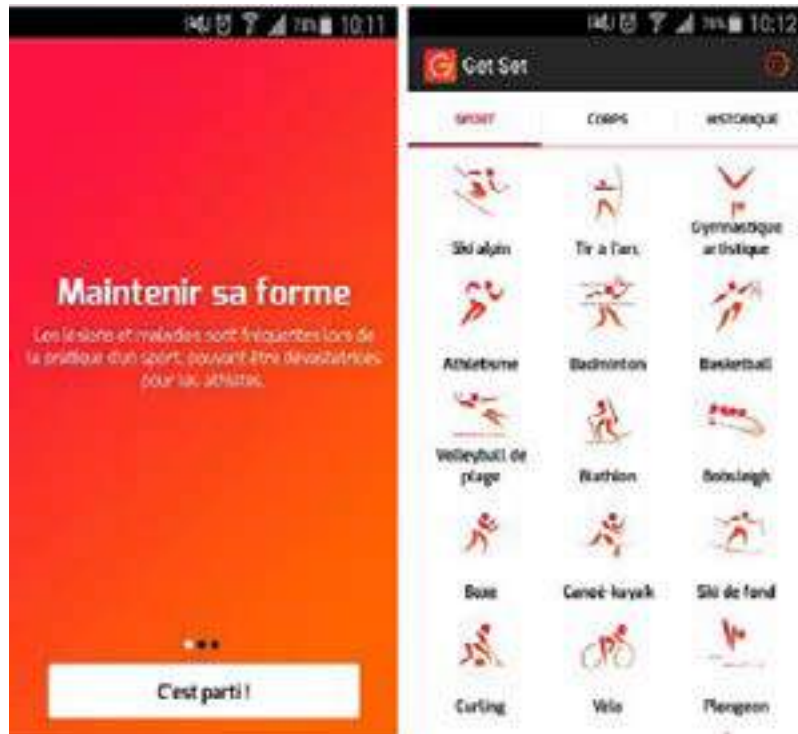 10:11
Maintenir sa forme
Les lésions et maladies sont fréquentes lors de
la pratique d'un sport, pouvant être dévastatrices
pour les athlètes.
C'est parti !
10:12
Get Set
SPORT
CORPS
HISTORIQUE
Ski alpin
Tir à l'arc
Gymnastique
artistique
Athlétisme
Badminton
Basketball
Volleyball de
plage
Biathlon
Bobsleigh
Boxe
Canoë-kayak
Ski de fond
Curling
Vélo
Plongeon